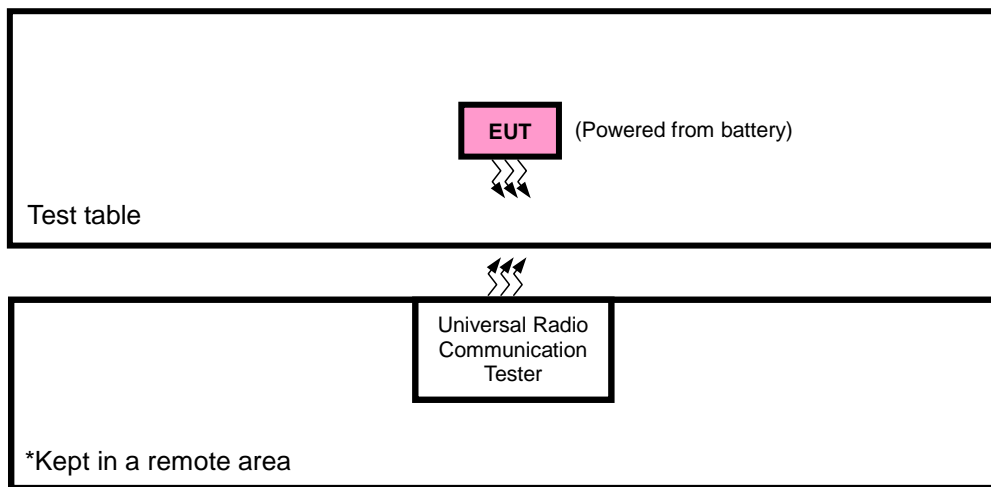 EUT
(Powered from battery)
Test table
Universal Radio
Communication
Tester
*Kept in a remote area